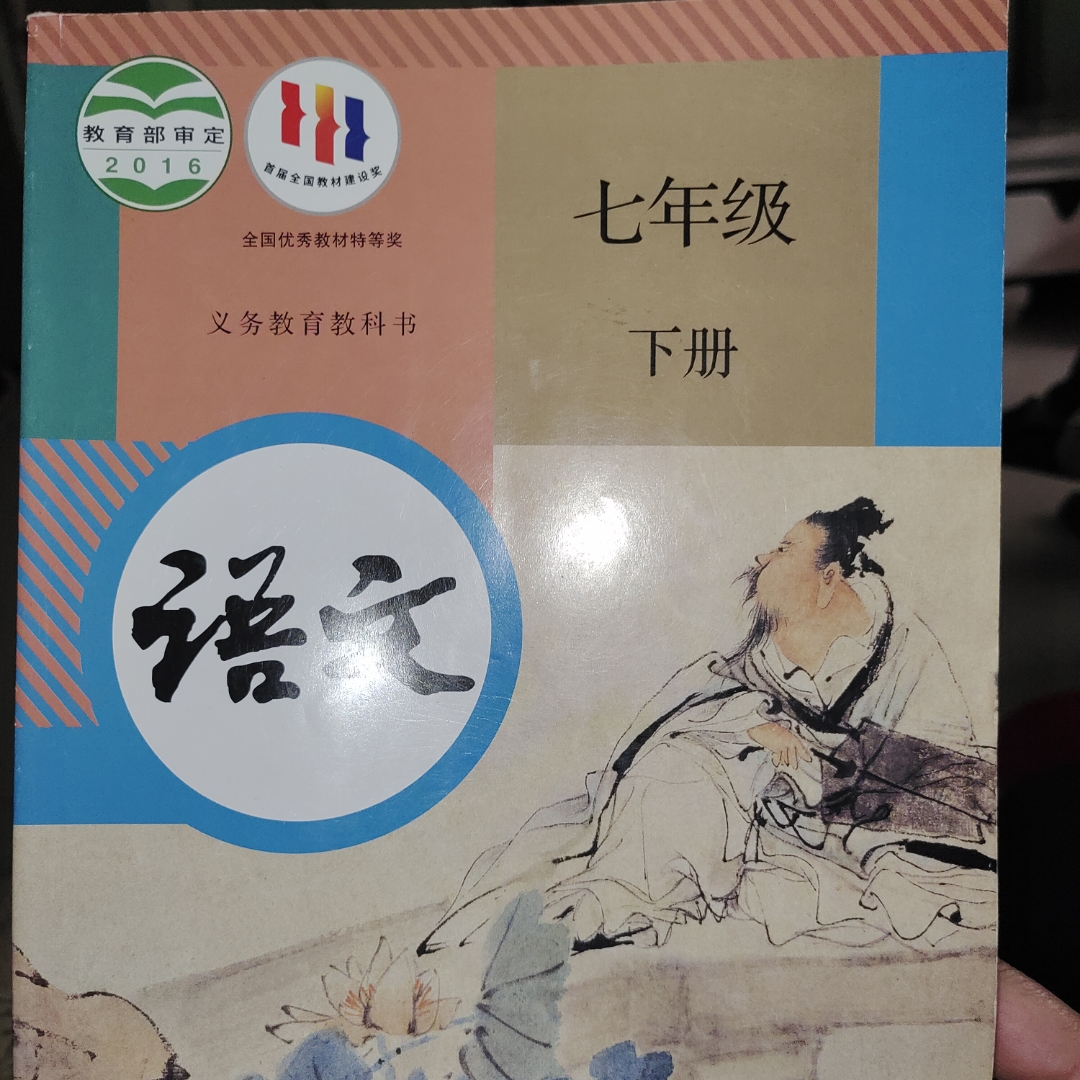 教育部审定
2016
首届全国教材建设奖
全国优秀教材特等奖
义务教育教科书
七年级
下册
语文